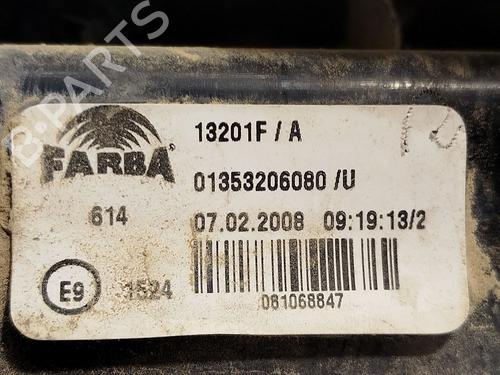 B-PARTS
FARBA®
614
E9
1524
13201F / A
01353206080 /U
07.02.2008 09:19:13/2
081068847